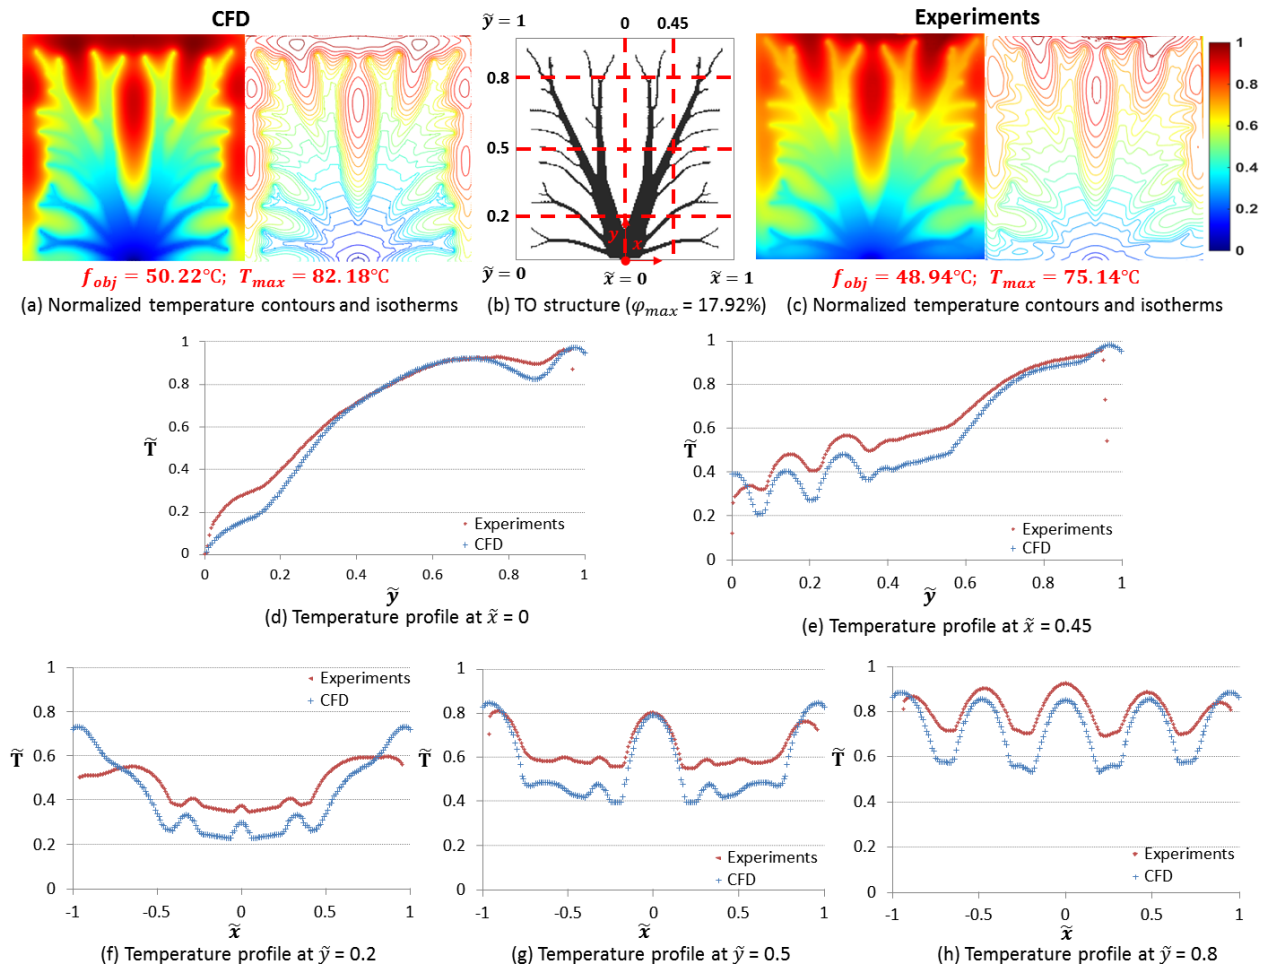 CFD
Experiments
ỹ = 1
0
0.45
0.8
0.5
0.2
y
x
ỹ = 0
x̃ = 0
x̃ = 1
1
0.8
0.6
0.4
0.2
0
f_obj = 50.22°C; T_max = 82.18°C
f_obj = 48.94°C; T_max = 75.14°C
(a) Normalized temperature contours and isotherms
(b) TO structure (φ_max = 17.92%)
(c) Normalized temperature contours and isotherms
1
0.8
0.6
0.4
0.2
0
T̃
Experiments
CFD
0 0.2 0.4 0.6 0.8 1
ỹ
(d) Temperature profile at x̃ = 0
1
0.8
0.6
0.4
0.2
0
T̃
Experiments
CFD
0 0.2 0.4 0.6 0.8 1
ỹ
(e) Temperature profile at x̃ = 0.45
1
0.8
0.6
0.4
0.2
0
T̃
Experiments
CFD
-1 -0.5 0 0.5 1
x̃
(f) Temperature profile at ỹ = 0.2
1
0.8
0.6
0.4
0.2
0
T̃
Experiments
CFD
-1 -0.5 0 0.5 1
x̃
(g) Temperature profile at ỹ = 0.5
1
0.8
0.6
0.4
0.2
0
T̃
Experiments
CFD
-1 -0.5 0 0.5 1
x̃
(h) Temperature profile at ỹ = 0.8